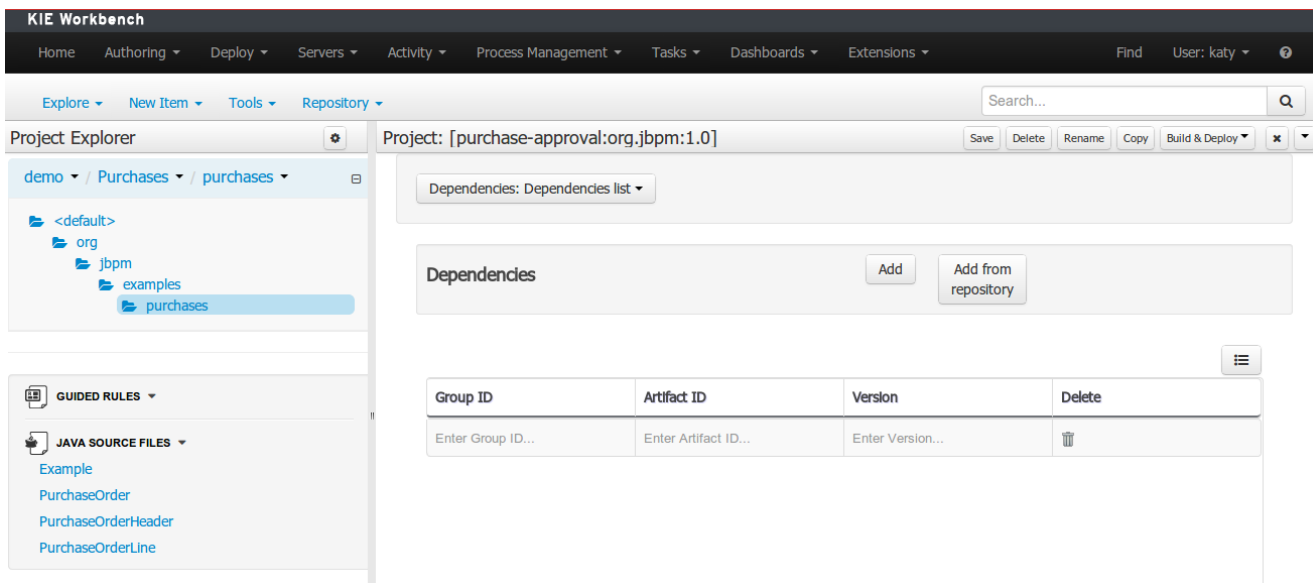 KIE Workbench
Home Authoring Deploy Servers Activity Process Management Tasks Dashboards Extensions Find User: katy ?
Explore New Item Tools Repository Search...
Project Explorer
demo / Purchases / purchases
<default>
org
jbpm
examples
purchases
GUIDED RULES
JAVA SOURCE FILES
Example
PurchaseOrder
PurchaseOrderHeader
PurchaseOrderLine
Project: [purchase-approval:org.jbpm:1.0]
Save Delete Rename Copy Build & Deploy
Dependencies: Dependencies list
Dependencies Add Add from
repository
Group ID Artifact ID Version Delete
Enter Group ID... Enter Artifact ID... Enter Version...